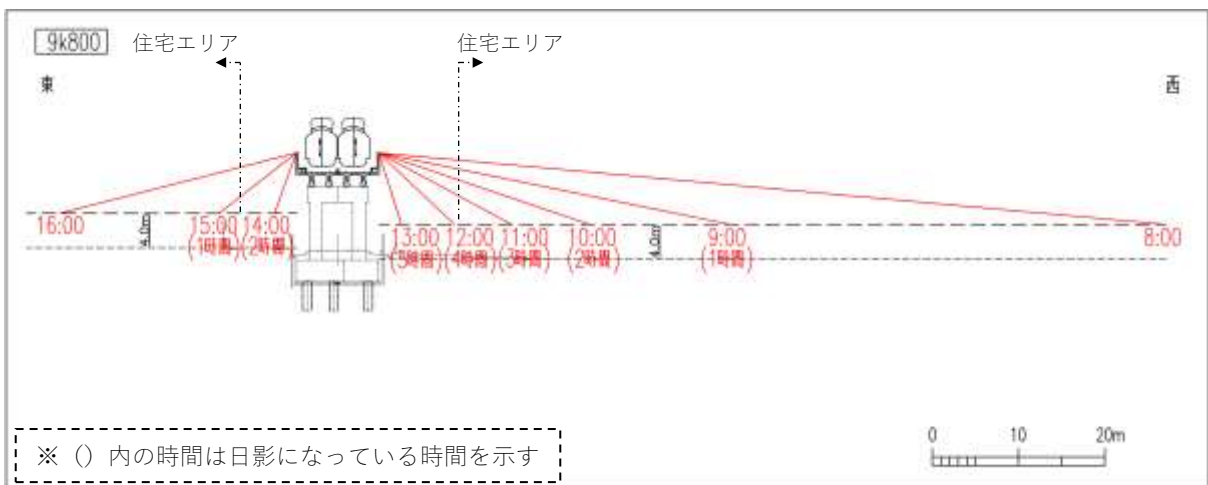 9k800
住宅エリア
住宅エリア
東
西
16:00
15:00
(1時間)
14:00
(2時間)
4.0m
13:00
(5時間)
12:00
(4時間)
11:00
(3時間)
10:00
(2時間)
4.0m
9:00
(1時間)
8:00
※()内の時間は日影になっている時間を示す
0 10 20m